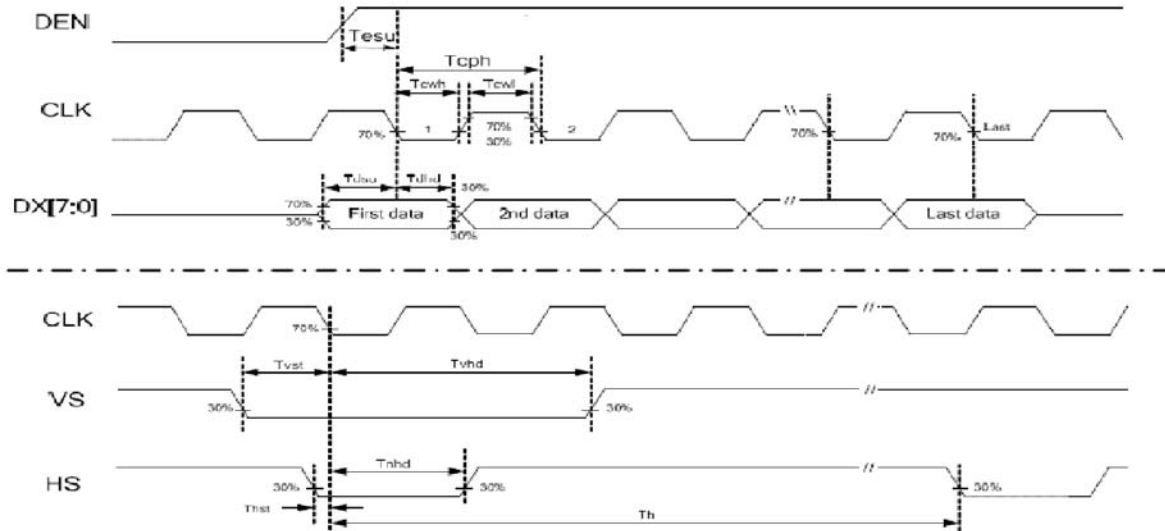 DEN
Tesu
Tcph
Tcwh Tcwl
CLK
70% 1 70% 2 70% 70% Last
30%
Tdsu Tdhd 30%
70%
DX[7:0] First data 2nd data Last data
30% 30%
CLK
70%
Tvst Tvhd
VS
30% 30%
Thhd
HS
30% 30% 30%
Thst
Th